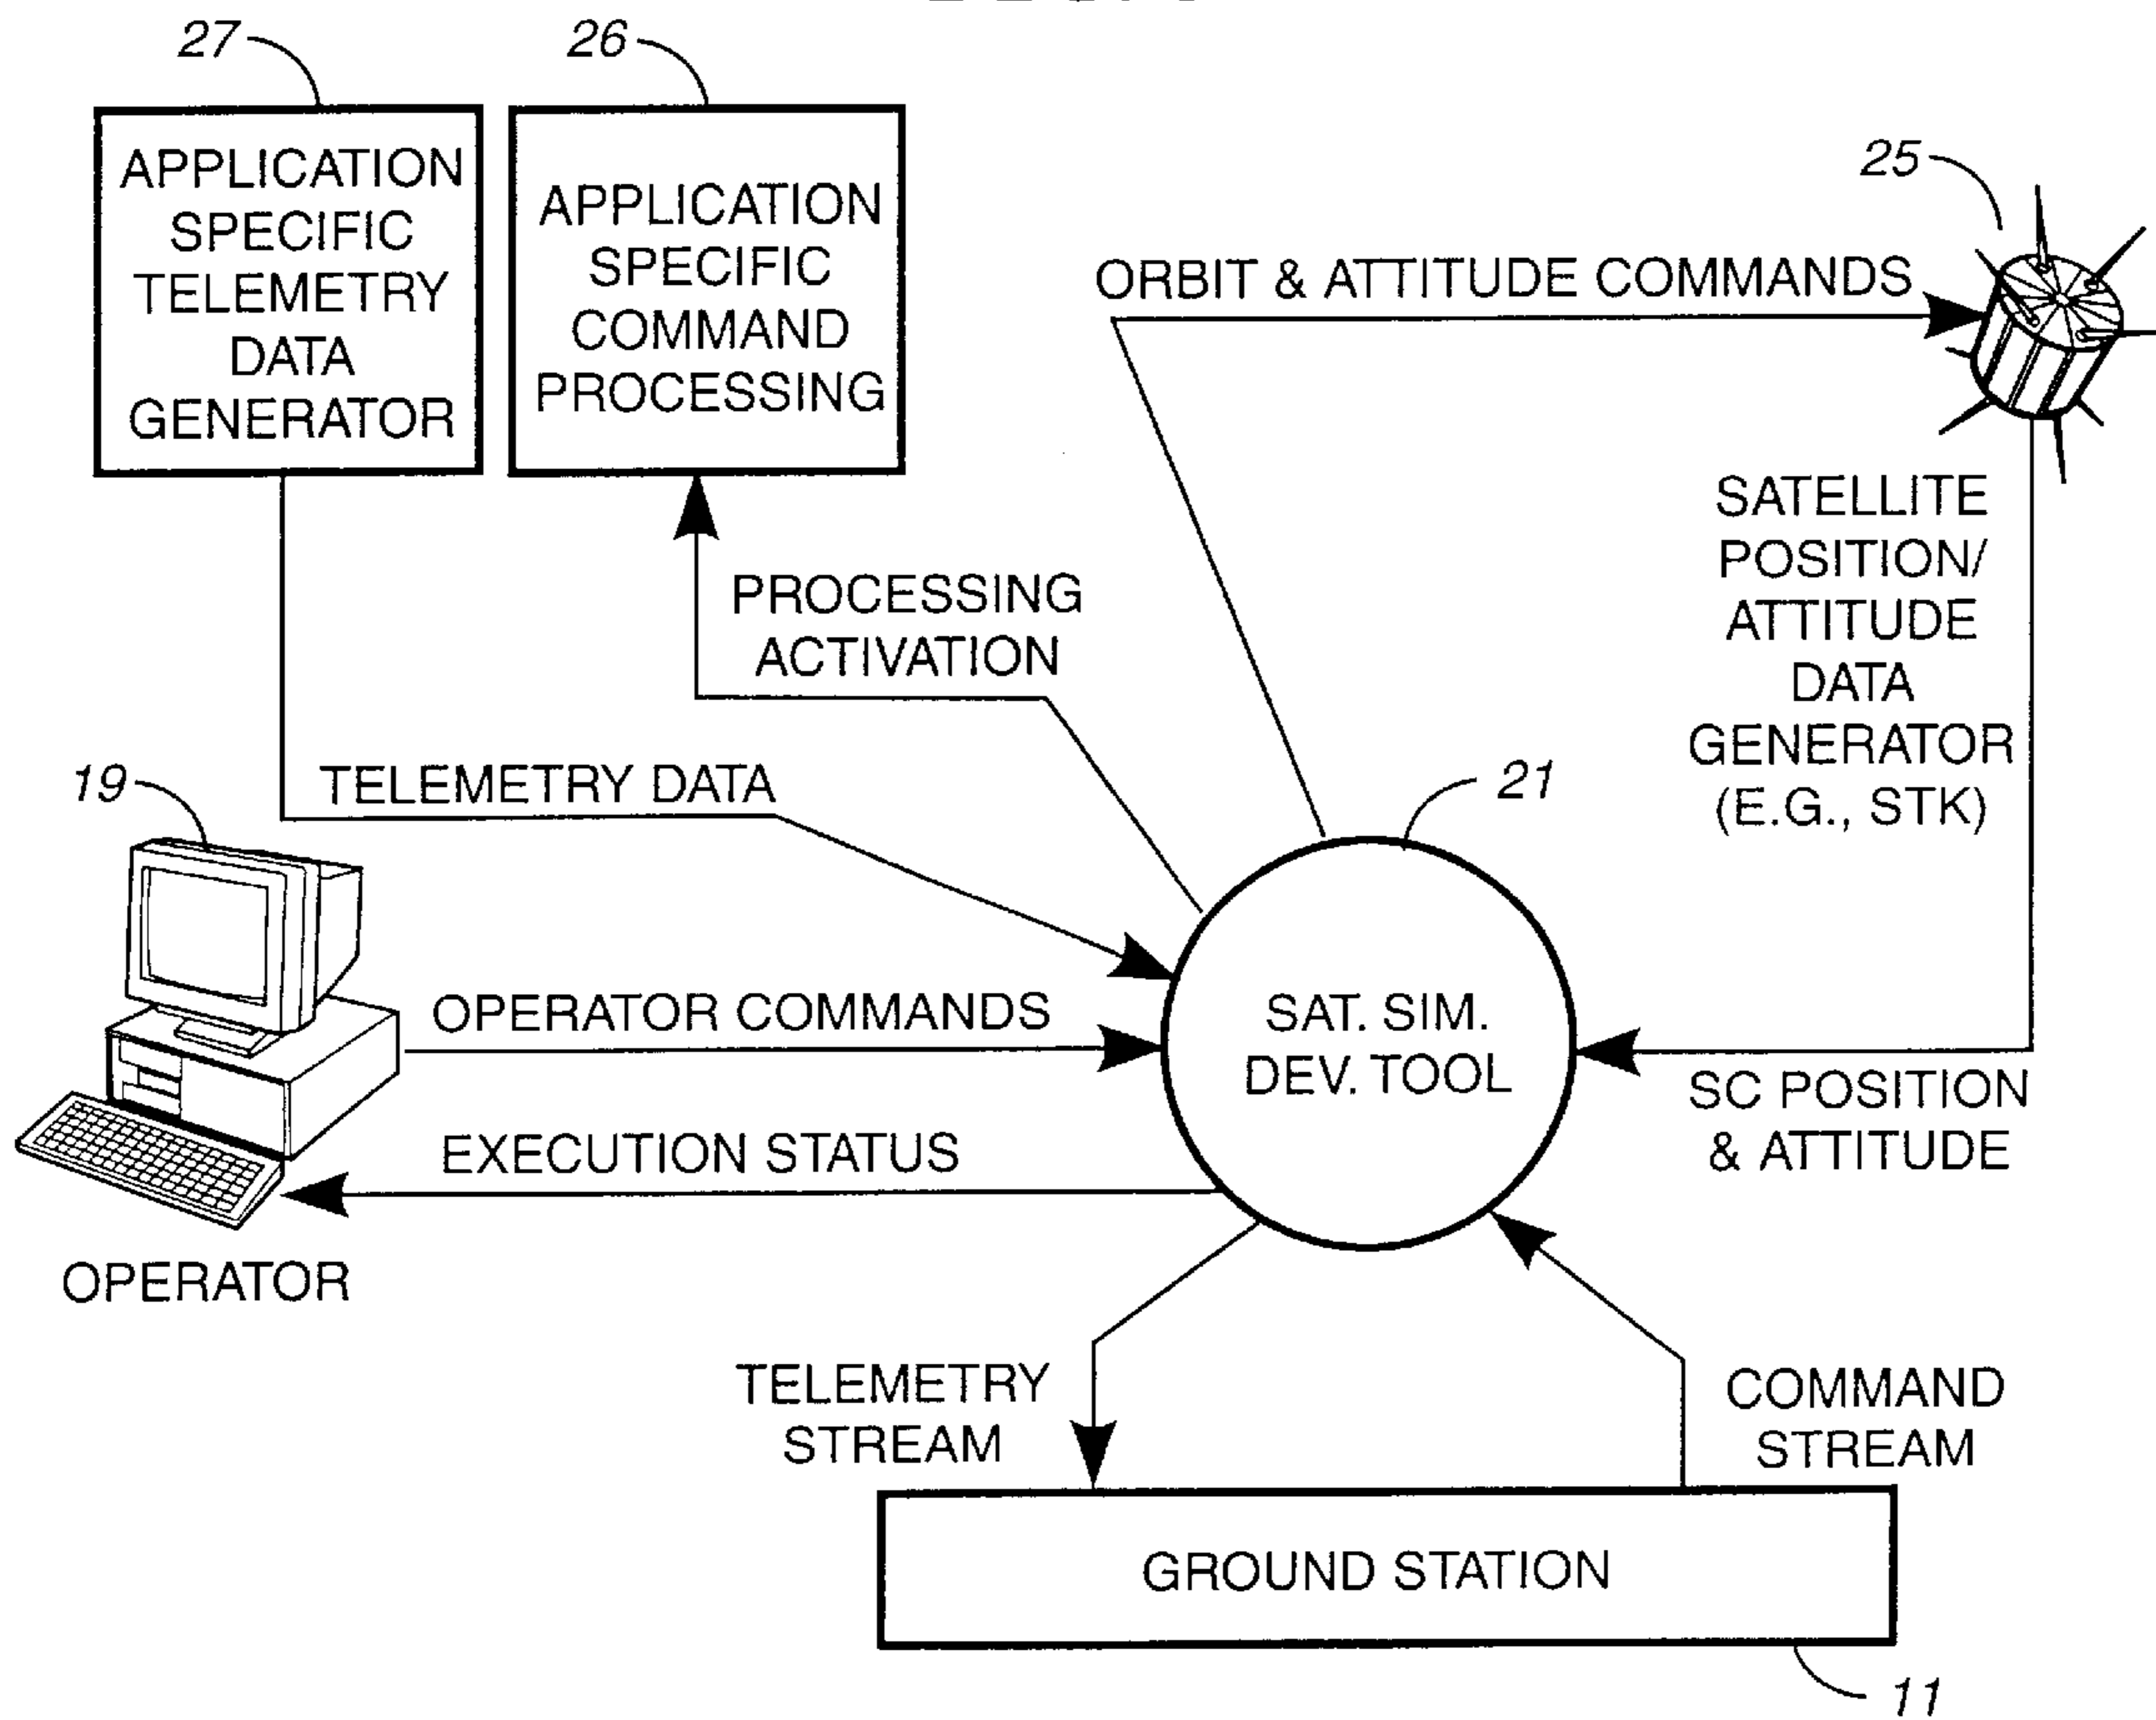 27
26
APPLICATION
SPECIFIC
TELEMETRY
DATA
GENERATOR
APPLICATION
SPECIFIC
COMMAND
PROCESSING
25
ORBIT & ATTITUDE COMMANDS
SATELLITE
POSITION/
ATTITUDE
DATA
GENERATOR
(E.G., STK)
PROCESSING
ACTIVATION
TELEMETRY DATA
19
21
OPERATOR COMMANDS
SAT. SIM.
DEV. TOOL
SC POSITION
& ATTITUDE
EXECUTION STATUS
OPERATOR
TELEMETRY
STREAM
COMMAND
STREAM
GROUND STATION
11